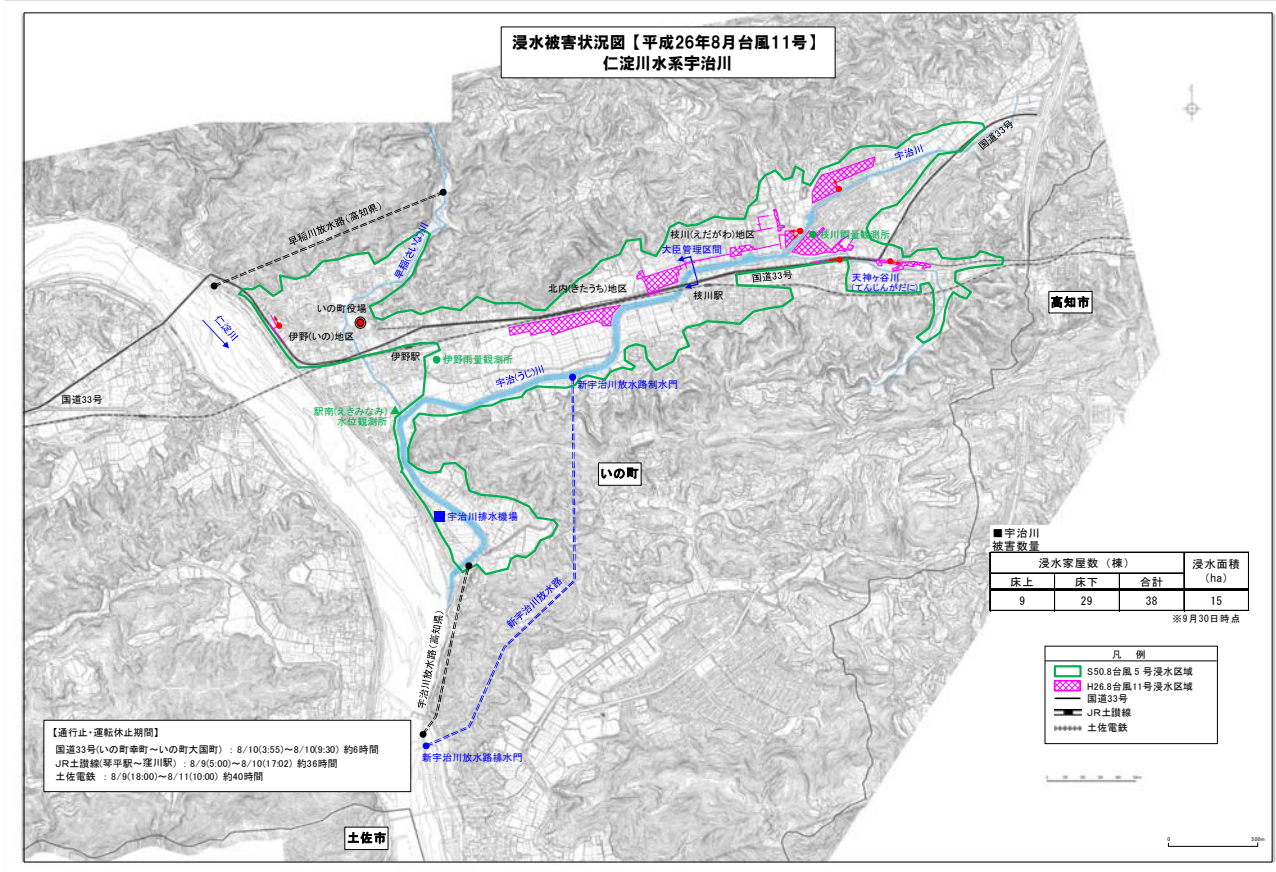 浸水被害状況図【平成26年8月台風11号】
仁淀川水系宇治川
国道33号
宇治川
早稲川放水路(高知県)
早稲(さいな)川
枝川(えだがわ)地区
枝川雨量観測所
大臣管理区間
国道33号
天神ヶ谷川
(てんじんがだに)
北内(きたうち)地区
枝川駅
高知市
いの町役場
仁淀川
伊野(いの)地区
伊野駅
伊野雨量観測所
宇治(うじ)川
新宇治川放水路制水門
国道33号
駅南(えきみなみ)
水位観測所
いの町
宇治川排水機場
新宇治川放水路
宇治川放水路(高知県)
新宇治川放水路排水門
土佐市
■宇治川
被害数量
浸水家屋数(棟) 浸水面積
(ha)
床上 床下 合計
9 29 38 15
※9月30日時点
凡 例
S50.8台風5号浸水区域
H26.8台風11号浸水区域
国道33号
JR土讃線
土佐電鉄
【通行止・運転休止期間】
国道33号(いの町幸町～いの町大国町) : 8/10(3:55)～8/10(9:30) 約6時間
JR土讃線(琴平駅～窪川駅) : 8/9(5:00)～8/10(17:02) 約36時間
土佐電鉄 : 8/9(18:00)～8/11(10:00) 約40時間
0 500m